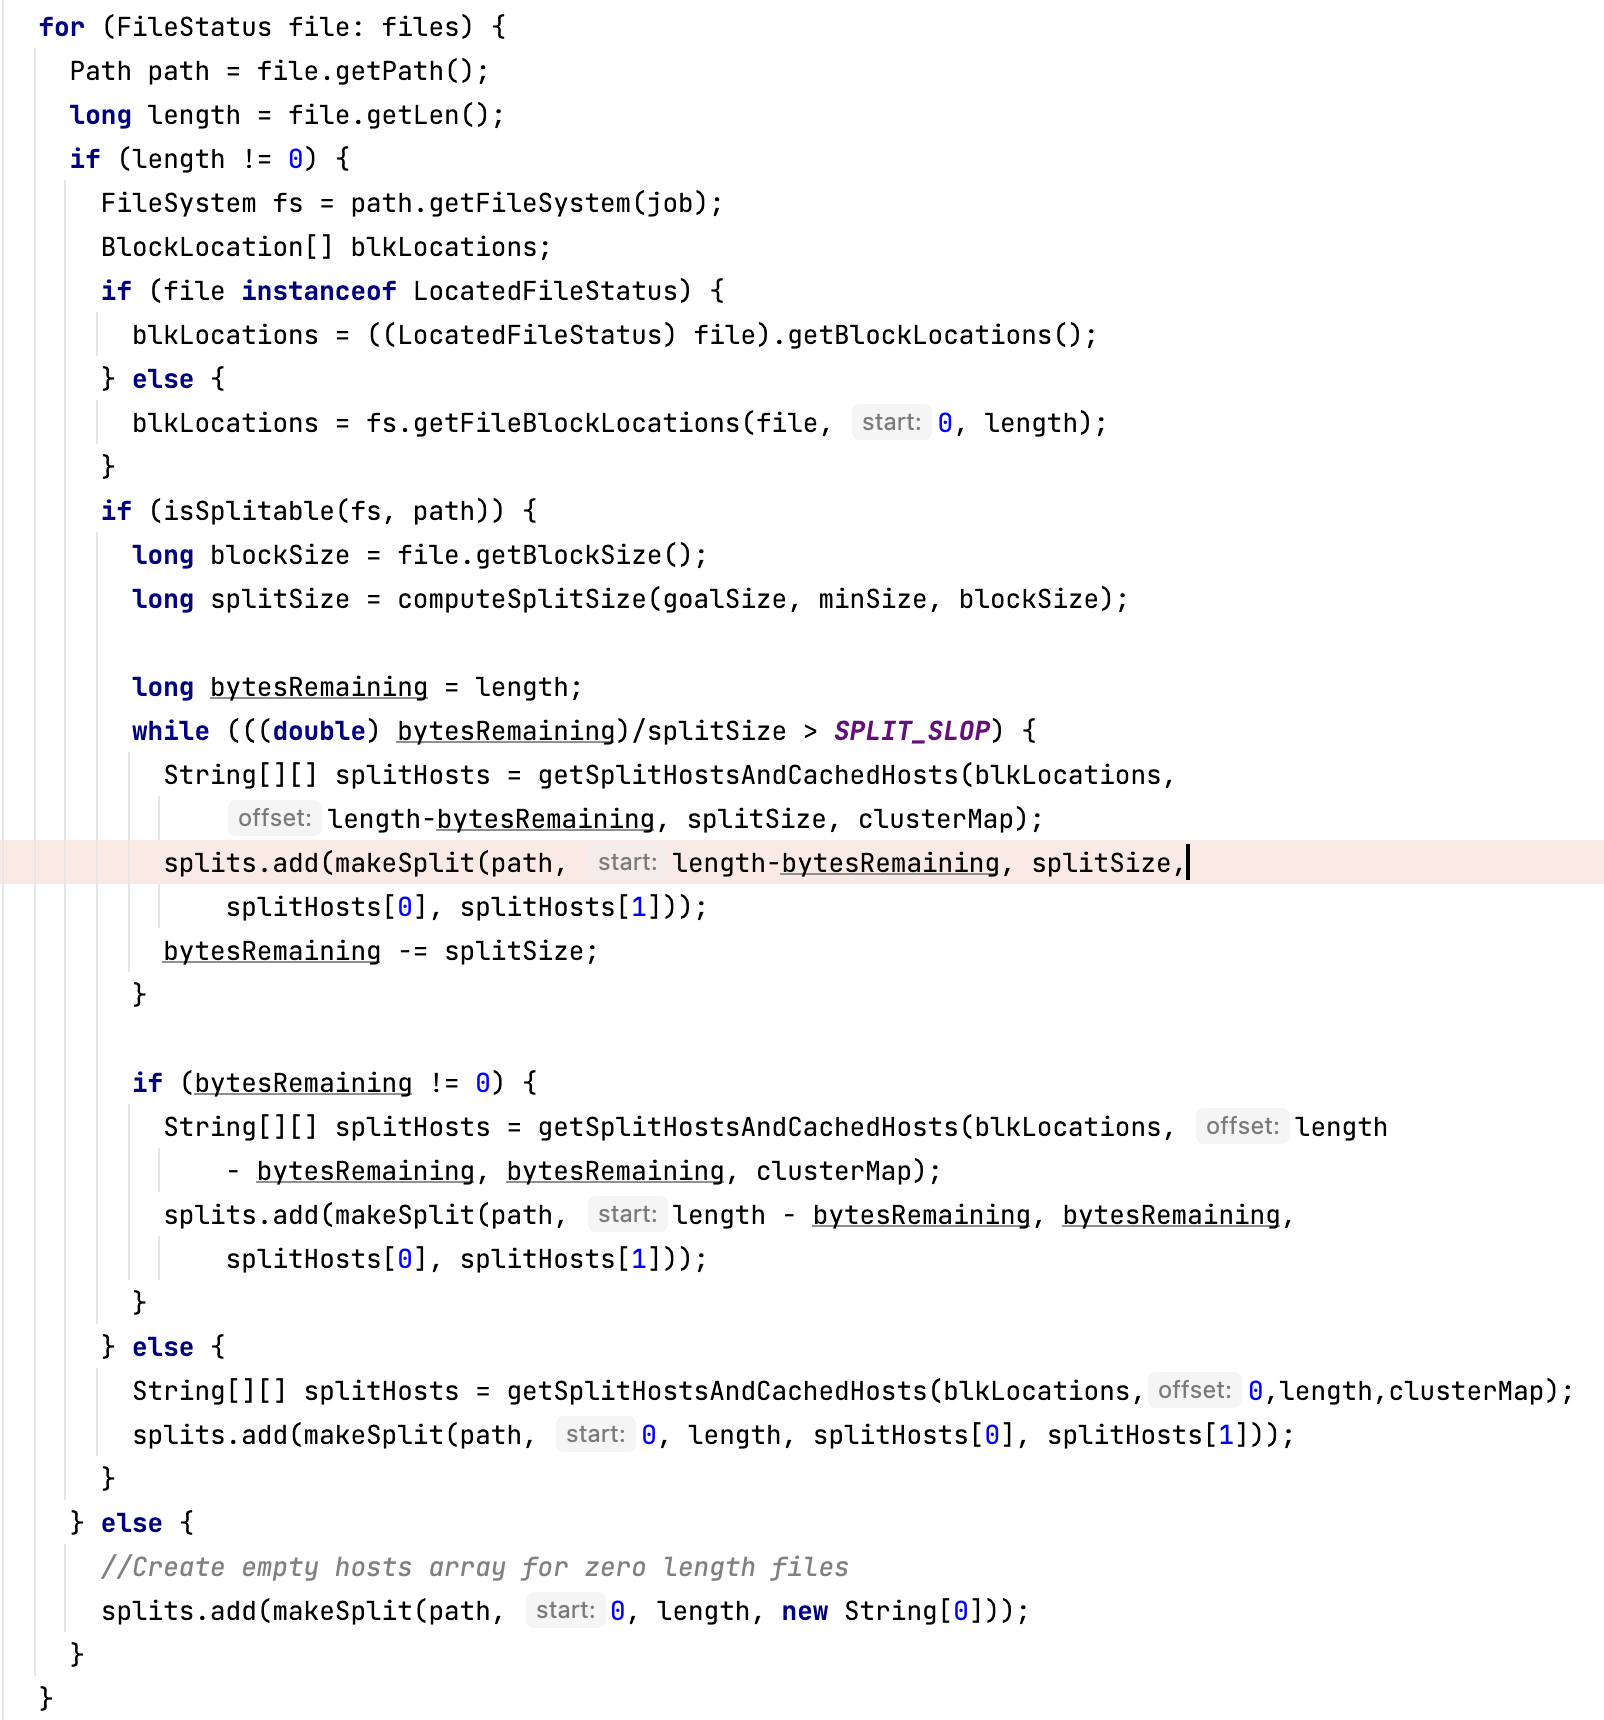 for (FileStatus file: files) {
  Path path = file.getPath();
  long length = file.getLen();
  if (length != 0) {
    FileSystem fs = path.getFileSystem(job);
    BlockLocation[] blkLocations;
    if (file instanceof LocatedFileStatus) {
      blkLocations = ((LocatedFileStatus) file).getBlockLocations();
    } else {
      blkLocations = fs.getFileBlockLocations(file, start: 0, length);
    }
    if (isSplitable(fs, path)) {
      long blockSize = file.getBlockSize();
      long splitSize = computeSplitSize(goalSize, minSize, blockSize);

      long bytesRemaining = length;
      while (((double) bytesRemaining)/splitSize > SPLIT_SLOP) {
        String[][] splitHosts = getSplitHostsAndCachedHosts(blkLocations,
            offset: length-bytesRemaining, splitSize, clusterMap);
        splits.add(makeSplit(path, start: length-bytesRemaining, splitSize,
            splitHosts[0], splitHosts[1]));
        bytesRemaining -= splitSize;
      }

      if (bytesRemaining != 0) {
        String[][] splitHosts = getSplitHostsAndCachedHosts(blkLocations, offset: length
            - bytesRemaining, bytesRemaining, clusterMap);
        splits.add(makeSplit(path, start: length - bytesRemaining, bytesRemaining,
            splitHosts[0], splitHosts[1]));
      }
    } else {
      String[][] splitHosts = getSplitHostsAndCachedHosts(blkLocations, offset: 0,length,clusterMap);
      splits.add(makeSplit(path, start: 0, length, splitHosts[0], splitHosts[1]));
    }
  } else {
    //Create empty hosts array for zero length files
    splits.add(makeSplit(path, start: 0, length, new String[0]));
  }
}